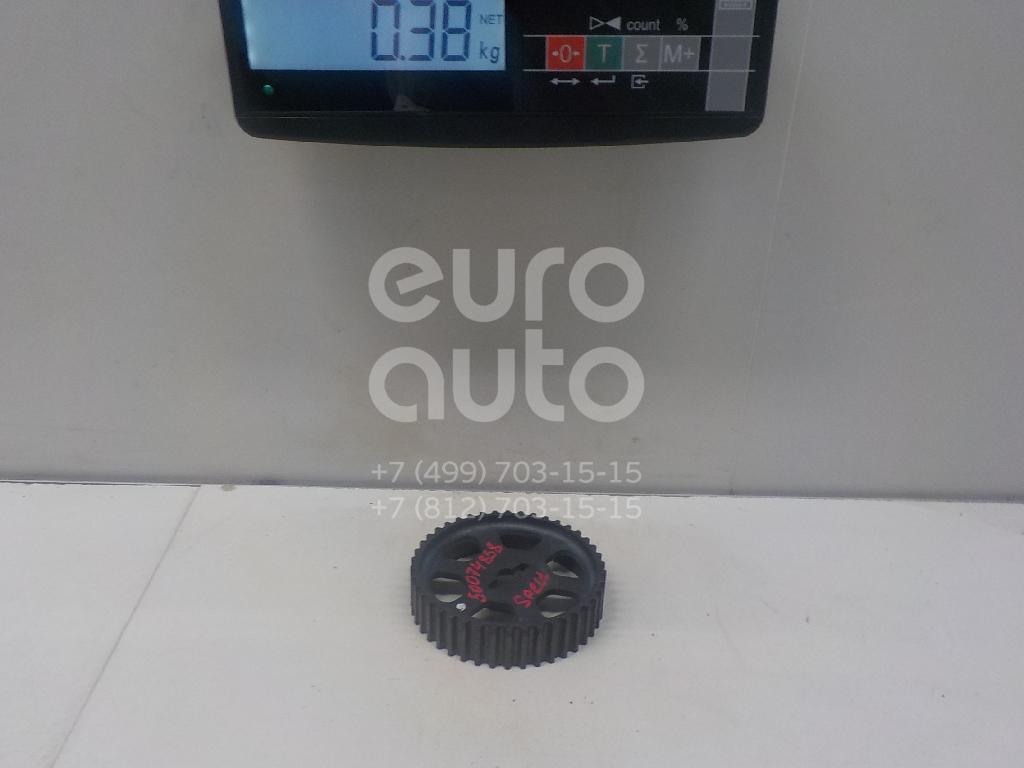 0.38 NET kg
count %
→0← T Σ M+
euro
auto
+7 (499) 703-15-15
+7 (812) 703-15-15